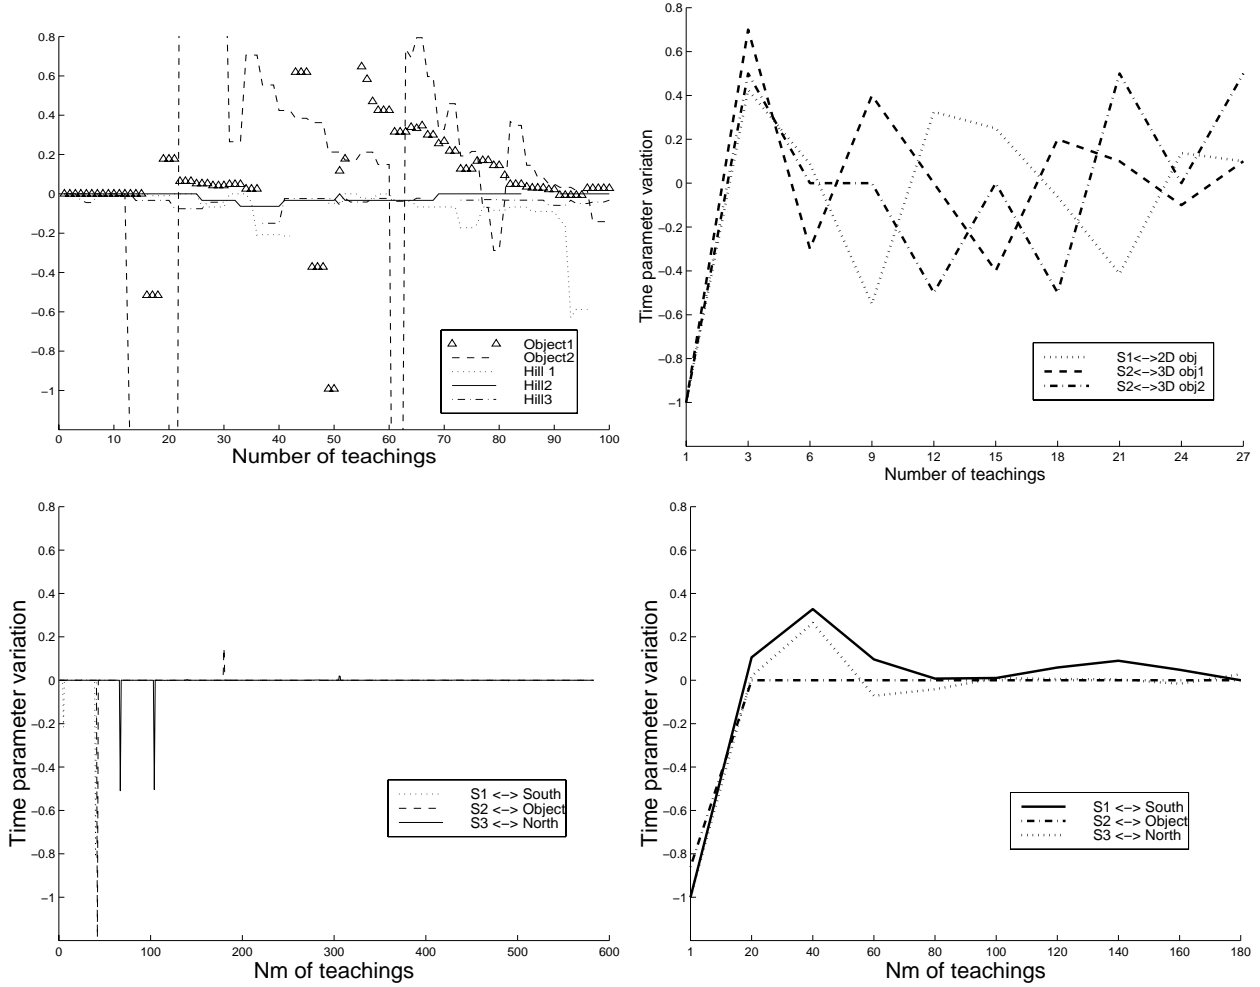 0.8
0.6
0.4
0.2
0
−0.2
−0.4
−0.6
−0.8
−1
0 10 20 30 40 50 60 70 80 90 100
Number of teachings
Object1
Object2
Hill 1
Hill2
Hill3
0.8
0.6
0.4
0.2
0
−0.2
−0.4
−0.6
−0.8
−1
Time parameter variation
1 3 6 9 12 15 18 21 24 27
Number of teachings
S1<−>2D obj
S2<−>3D obj1
S2<−>3D obj2
0.8
0.6
0.4
0.2
0
−0.2
−0.4
−0.6
−0.8
−1
Time parameter variation
0 100 200 300 400 500 600
Nm of teachings
S1 <−> South
S2 <−> Object
S3 <−> North
0.8
0.6
0.4
0.2
0
−0.2
−0.4
−0.6
−0.8
−1
Time parameter variation
1 20 40 60 80 100 120 140 160 180
Nm of teachings
S1 <−> South
S2 <−> Object
S3 <−> North